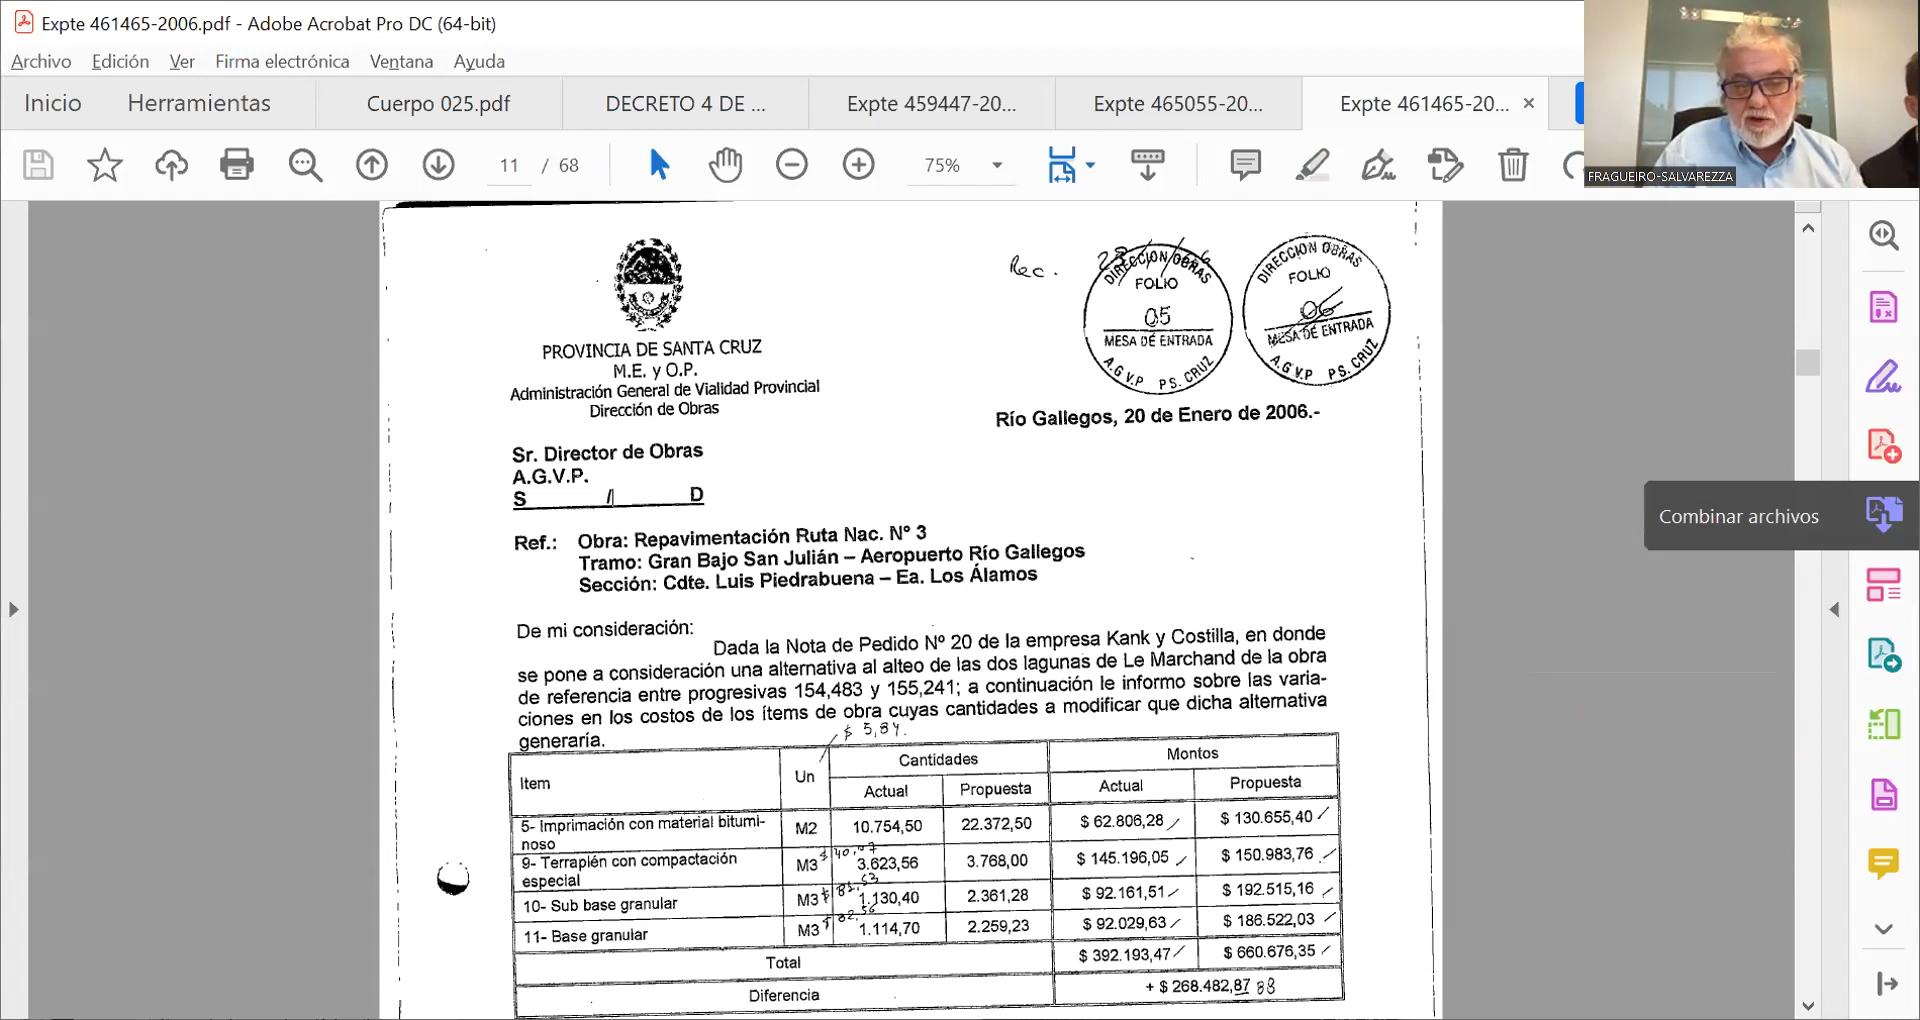 Expte 461465-2006.pdf - Adobe Acrobat Pro DC (64-bit)
Archivo Edición Ver Firma electrónica Ventana Ayuda
Inicio Herramientas Cuerpo 025.pdf DECRETO 4 DE ... Expte 459447-20... Expte 465055-20... Expte 461465-20... ×
11 / 68 75%
FRAGUEIRO-SALVAREZZA
Rec.
DIRECCION OBRAS
FOLIO
05
MESA DE ENTRADA
A.G.V.P PS. CRUZ
DIRECCION OBRAS
FOLIO
06
MESA DE ENTRADA
A.G.V.P PS. CRUZ
PROVINCIA DE SANTA CRUZ
M.E. y O.P.
Administración General de Vialidad Provincial
Dirección de Obras
Río Gallegos, 20 de Enero de 2006.-
Sr. Director de Obras
A.G.V.P.
S / D
Ref.: Obra: Repavimentación Ruta Nac. Nº 3
Tramo: Gran Bajo San Julián – Aeropuerto Río Gallegos
Sección: Cdte. Luis Piedrabuena – Ea. Los Álamos
Combinar archivos
De mi consideración:
Dada la Nota de Pedido Nº 20 de la empresa Kank y Costilla, en donde
se pone a consideración una alternativa al alteo de las dos lagunas de Le Marchand de la obra
de referencia entre progresivas 154,483 y 155,241; a continuación le informo sobre las varia-
ciones en los costos de los ítems de obra cuyas cantidades a modificar que dicha alternativa
generaría.
$ 5,84.
Item Un Cantidades Montos
Actual Propuesta Actual Propuesta
5- Imprimación con material bitumi-
noso M2 10.754,50 22.372,50 $ 62.806,28 $ 130.655,40
9- Terraplén con compactación
especial M3 $ 40,07 3.623,56 3.768,00 $ 145.196,05 $ 150.983,76
10- Sub base granular M3 $ 81,53 1.130,40 2.361,28 $ 92.161,51 $ 192.515,16
11- Base granular M3 $ 82,56 1.114,70 2.259,23 $ 92.029,63 $ 186.522,03
Total $ 392.193,47 $ 660.676,35
Diferencia + $ 268.482,87 88